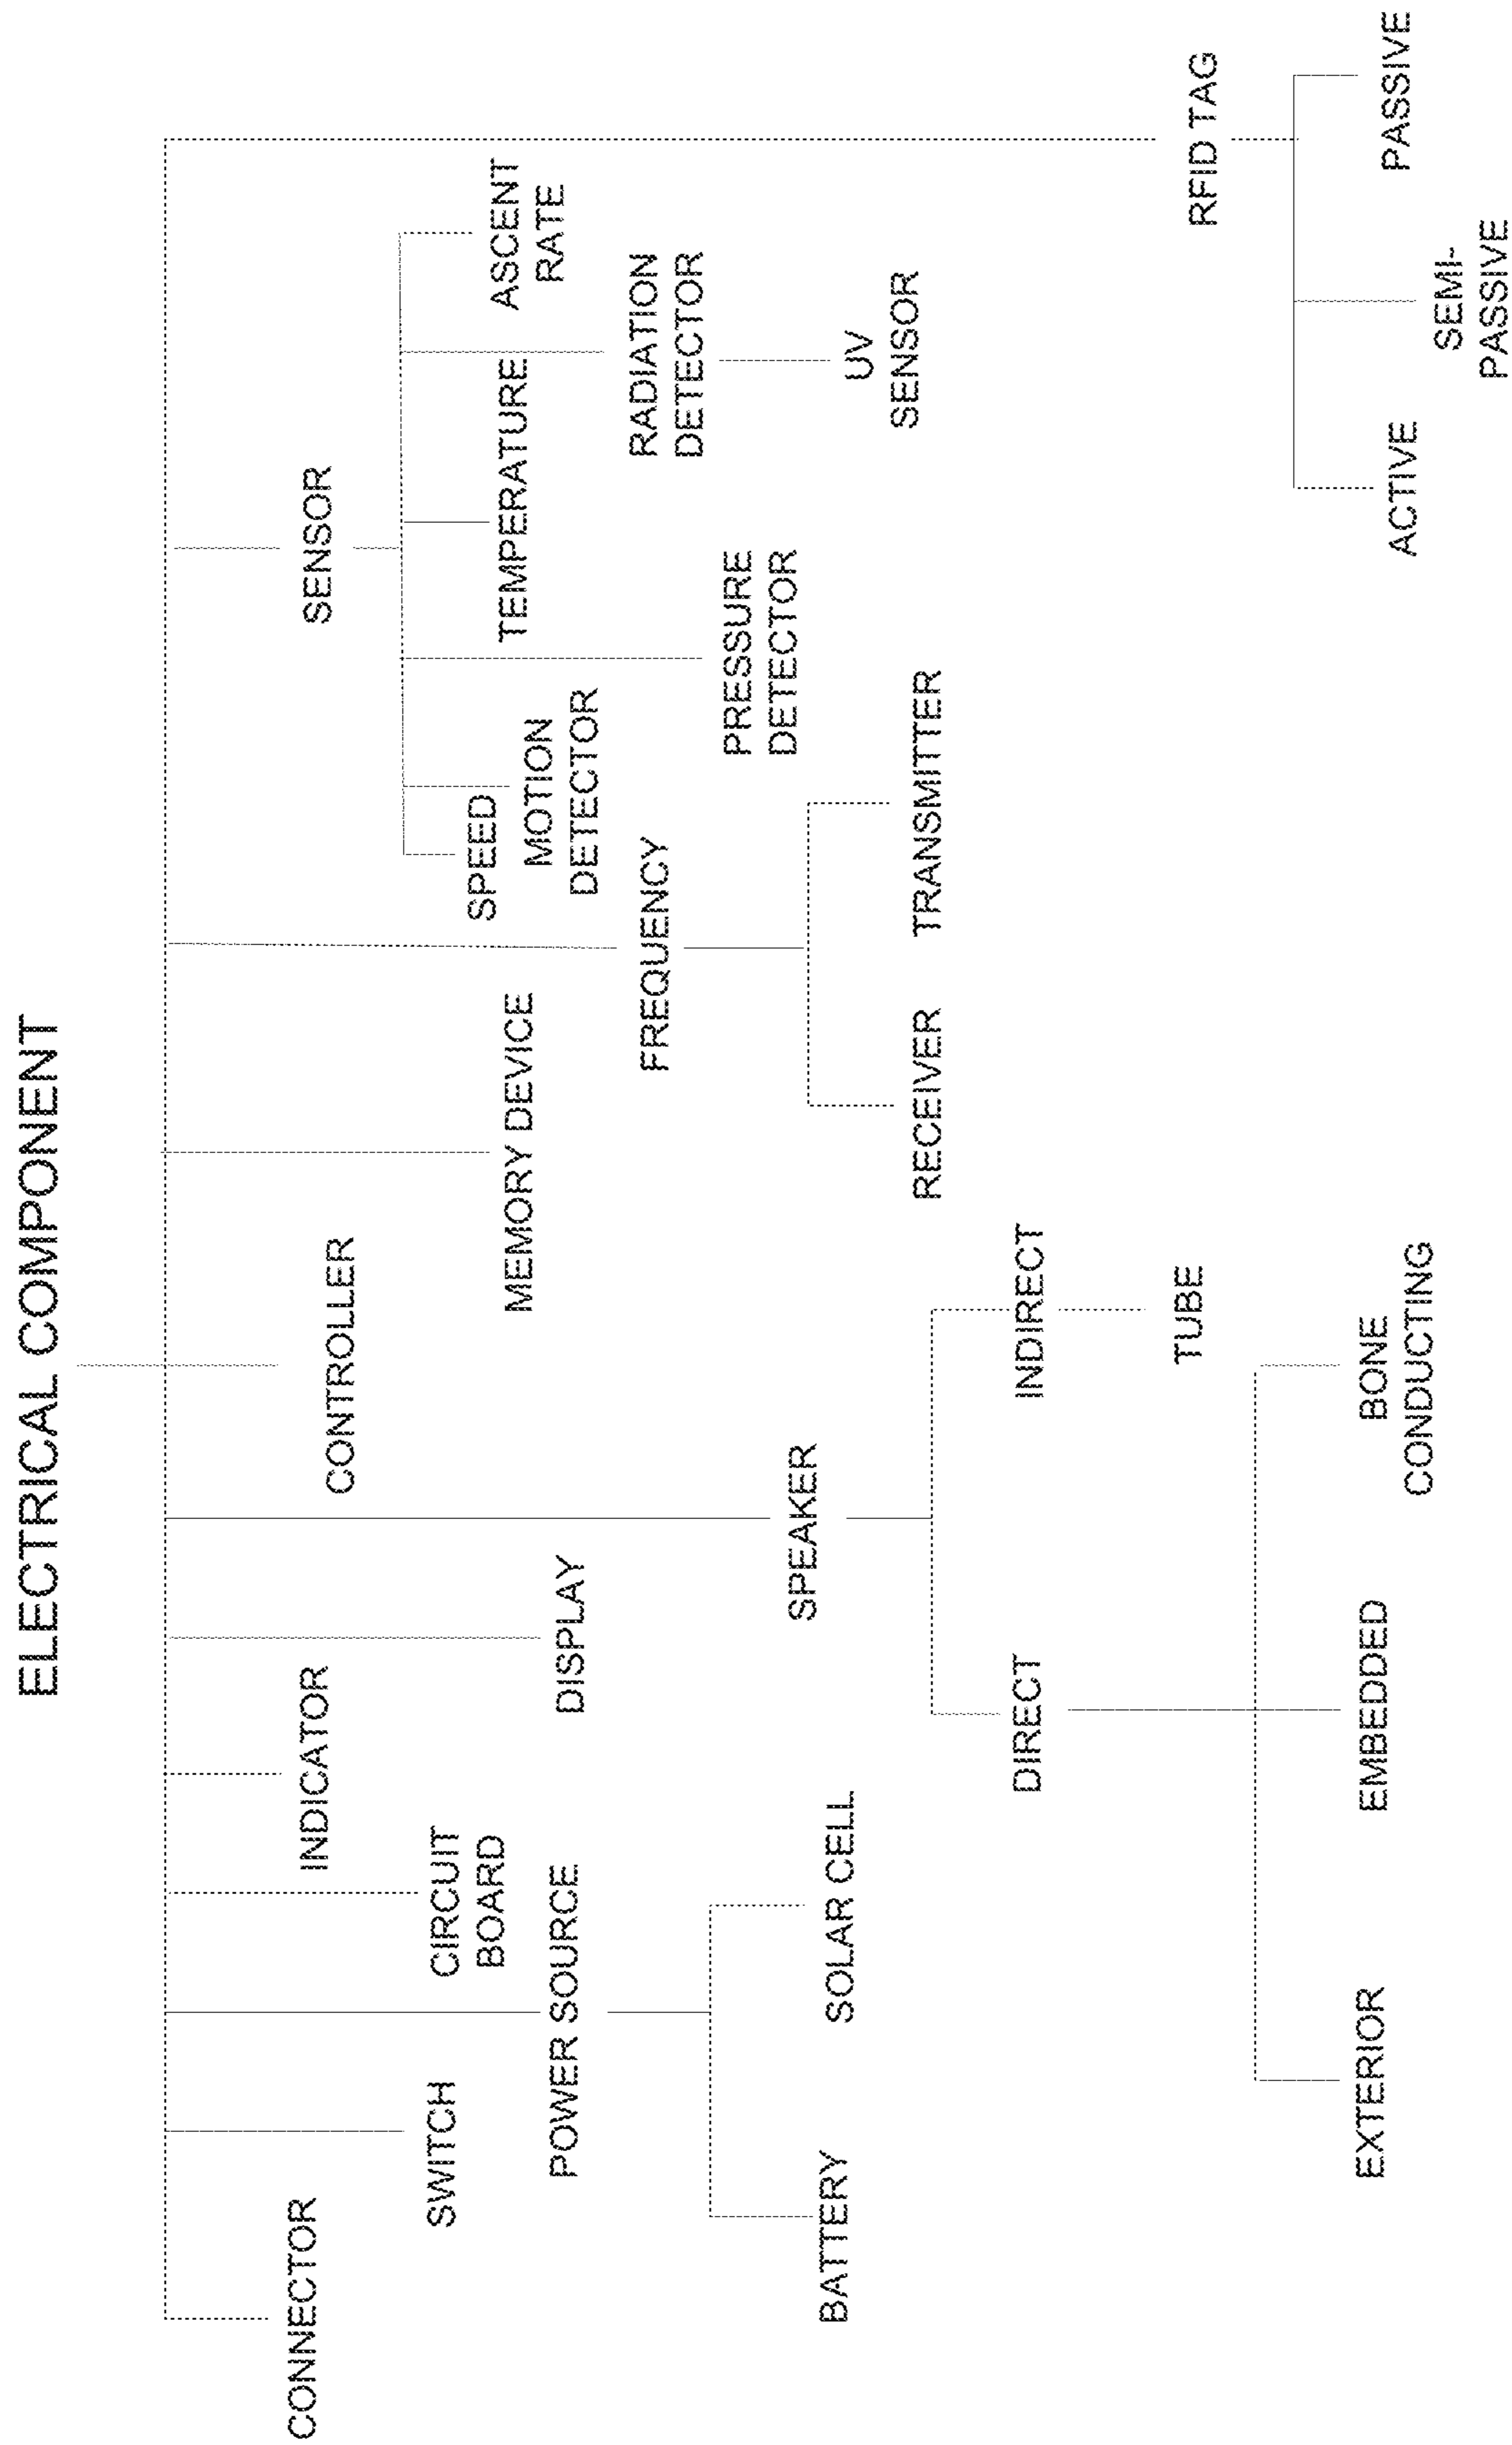 ELECTRICAL COMPONENT
CONNECTOR
SWITCH
POWER SOURCE
BATTERY
SOLAR CELL
CIRCUIT
BOARD
INDICATOR
DISPLAY
SPEAKER
DIRECT
EXTERIOR
EMBEDDED
BONE
CONDUCTING
INDIRECT
TUBE
CONTROLLER
MEMORY DEVICE
FREQUENCY
RECEIVER
TRANSMITTER
SENSOR
SPEED
MOTION
DETECTOR
PRESSURE
DETECTOR
TEMPERATURE
RADIATION
DETECTOR
UV
SENSOR
ASCENT
RATE
RFID TAG
ACTIVE
SEMI-
PASSIVE
PASSIVE